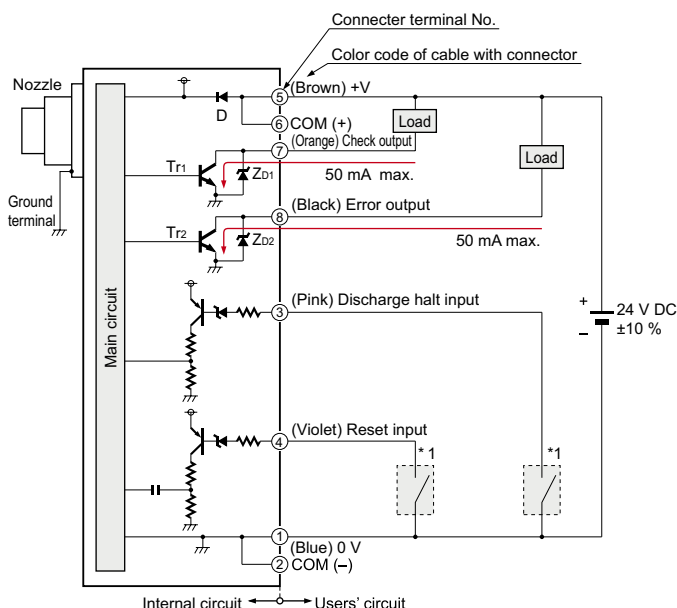 Connecter terminal No.
Color code of cable with connector
Nozzle
5
(Brown) +V
D
6
COM (+)
Load
7
(Orange) Check output
Load
Tr1
ZD1
50 mA max.
Ground
terminal
8
(Black) Error output
Tr2
ZD2
50 mA max.
Main circuit
3
(Pink) Discharge halt input
+
24 V DC
–
±10 %
4
(Violet) Reset input
* 1
*1
1
(Blue) 0 V
2
COM (–)
Internal circuit
Users' circuit